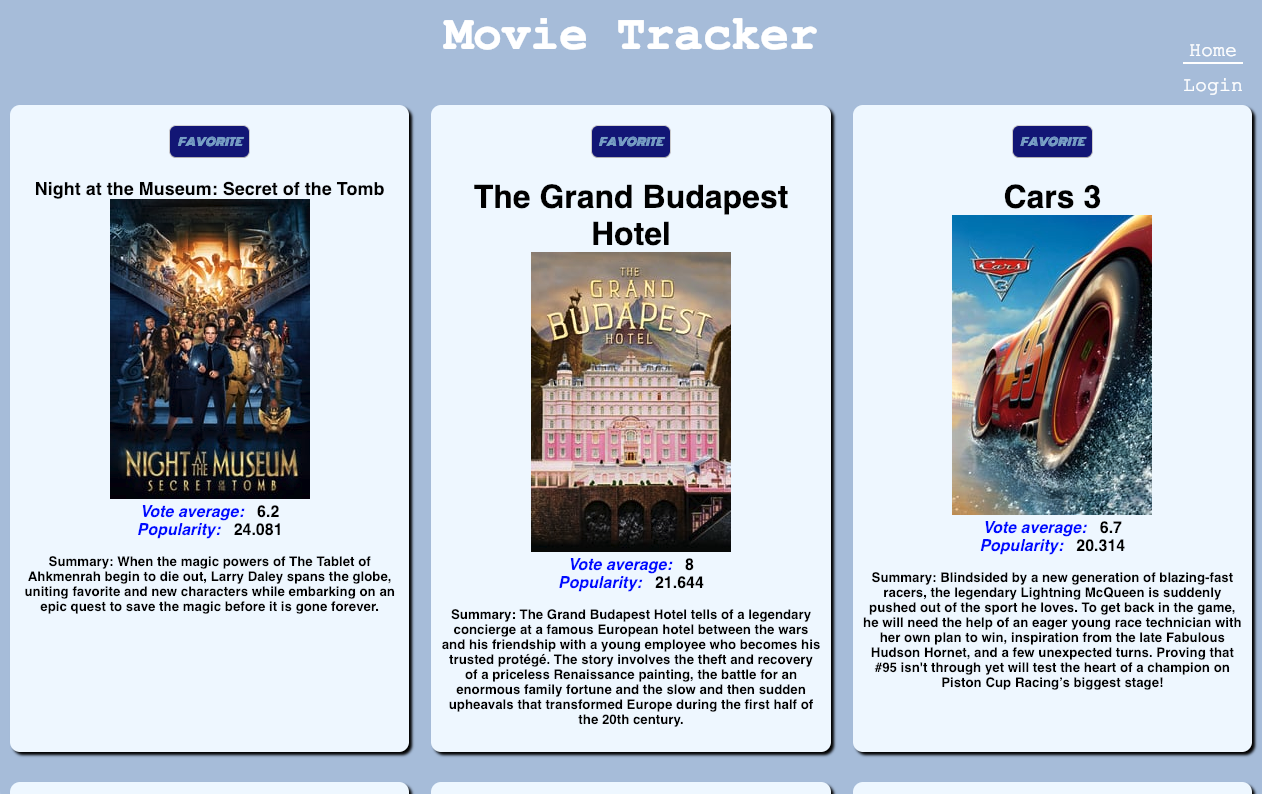 Movie Tracker
Home
Login
FAVORITE
Night at the Museum: Secret of the Tomb
NIGHT AT THE MUSEUM
SECRET OF THE TOMB
Vote average: 6.2
Popularity: 24.081
Summary: When the magic powers of The Tablet of
Ahkmenrah begin to die out, Larry Daley spans the globe,
uniting favorite and new characters while embarking on an
epic quest to save the magic before it is gone forever.
FAVORITE
The Grand Budapest
Hotel
THE
GRAND
BUDAPEST
HOTEL
Vote average: 8
Popularity: 21.644
Summary: The Grand Budapest Hotel tells of a legendary
concierge at a famous European hotel between the wars
and his friendship with a young employee who becomes his
trusted protégé. The story involves the theft and recovery
of a priceless Renaissance painting, the battle for an
enormous family fortune and the slow and then sudden
upheavals that transformed Europe during the first half of
the 20th century.
FAVORITE
Cars 3
Cars
3
95
Vote average: 6.7
Popularity: 20.314
Summary: Blindsided by a new generation of blazing-fast
racers, the legendary Lightning McQueen is suddenly
pushed out of the sport he loves. To get back in the game,
he will need the help of an eager young race technician with
her own plan to win, inspiration from the late Fabulous
Hudson Hornet, and a few unexpected turns. Proving that
#95 isn't through yet will test the heart of a champion on
Piston Cup Racing’s biggest stage!